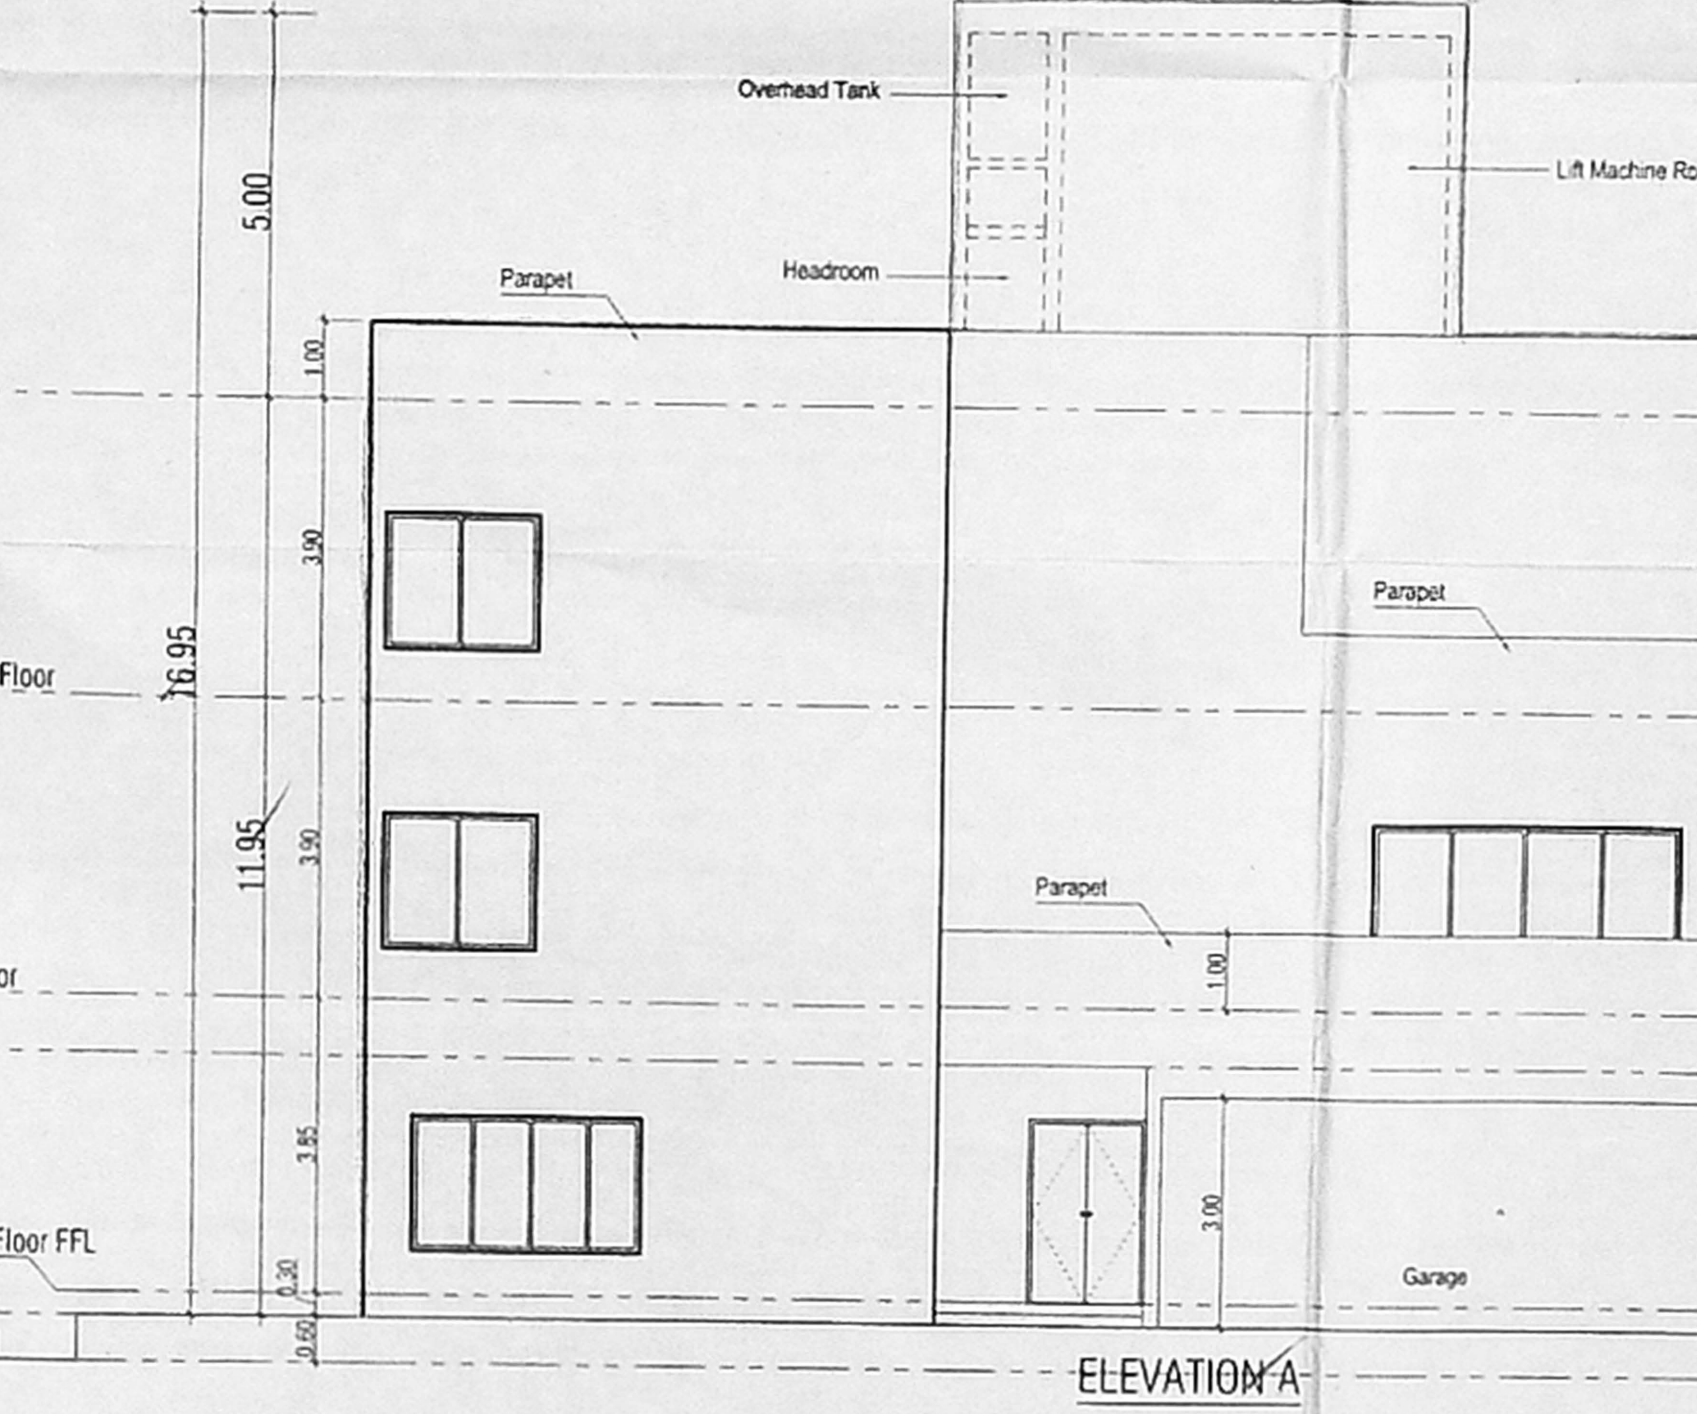 Overhead Tank
Lift Machine Ro
5.00
Headroom
Parapet
1.00
3.90
Parapet
16.95
Floor
11.95
3.90
Parapet
or
1.00
3.85
3.00
Floor FFL
0.30
Garage
0.60
ELEVATION A